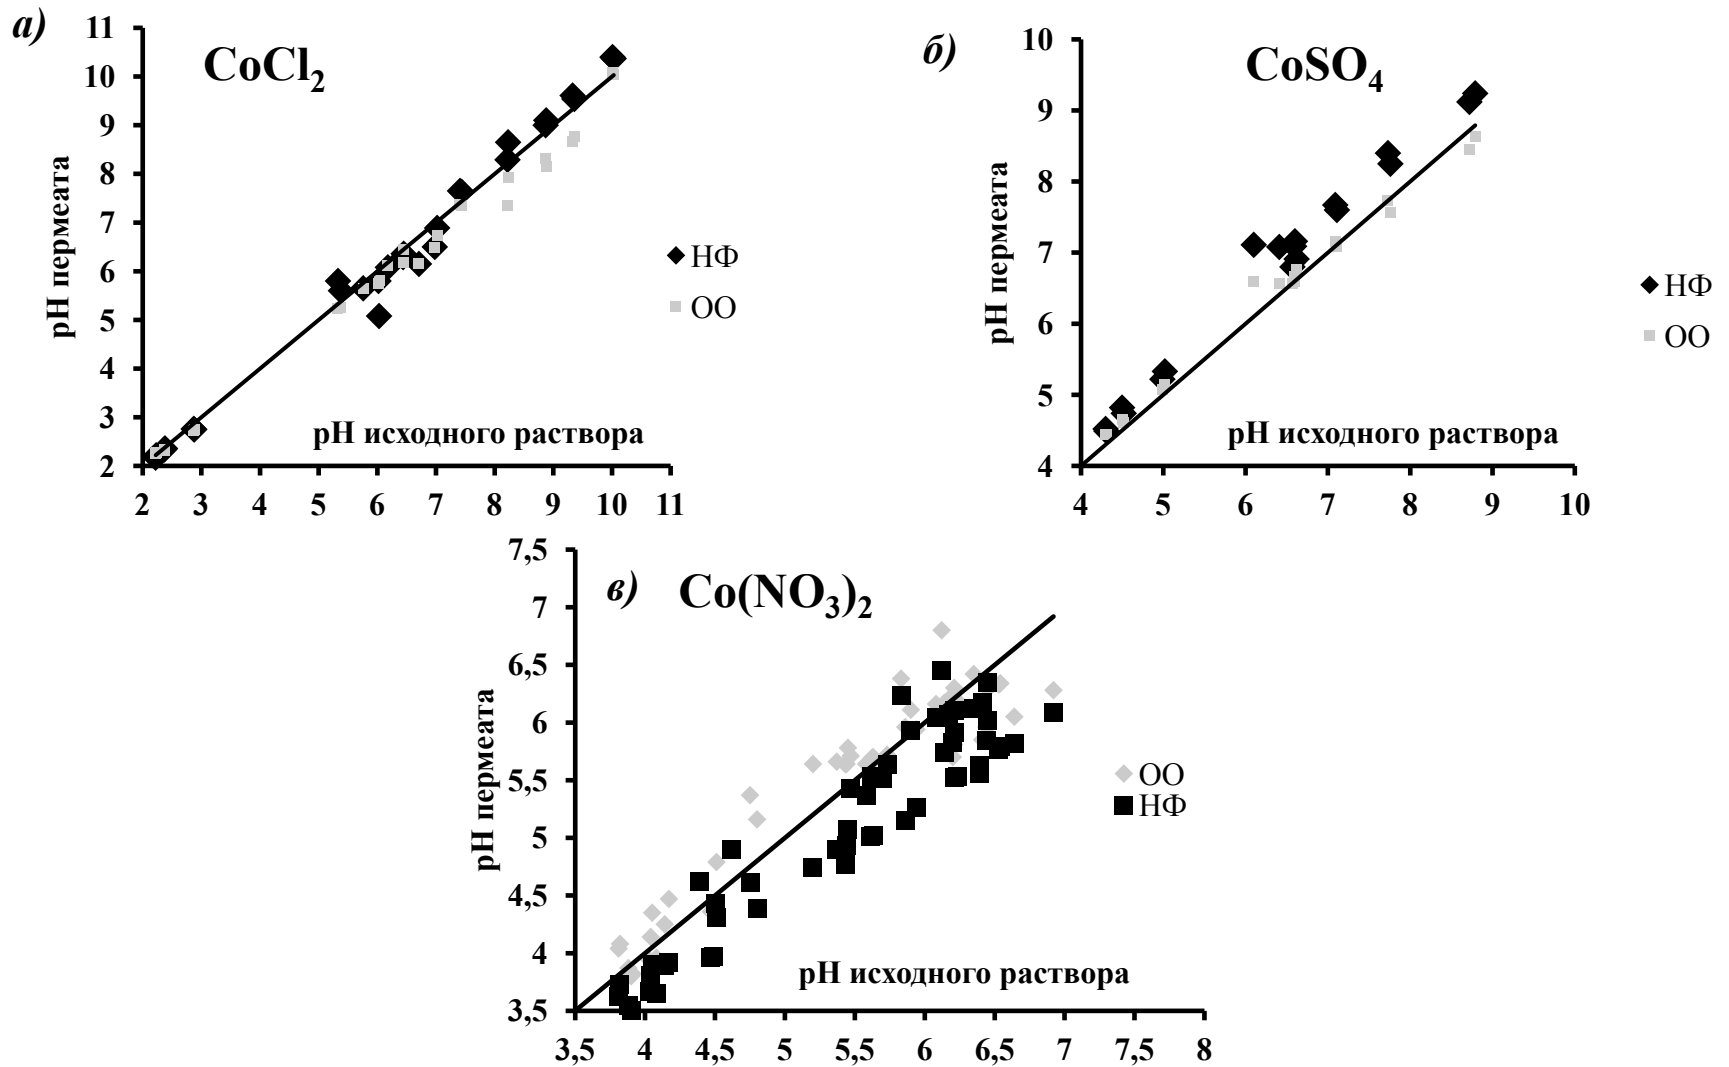 а)
CoCl₂
pH пермеата
11
10
9
8
7
6
5
4
3
2
2 3 4 5 6 7 8 9 10 11
pH исходного раствора
НФ
ОО
б)
CoSO₄
pH пермеата
10
9
8
7
6
5
4
4 5 6 7 8 9 10
pH исходного раствора
НФ
ОО
в)
Co(NO₃)₂
pH пермеата
7,5
7
6,5
6
5,5
5
4,5
4
3,5
3,5 4 4,5 5 5,5 6 6,5 7 7,5 8
pH исходного раствора
ОО
НФ